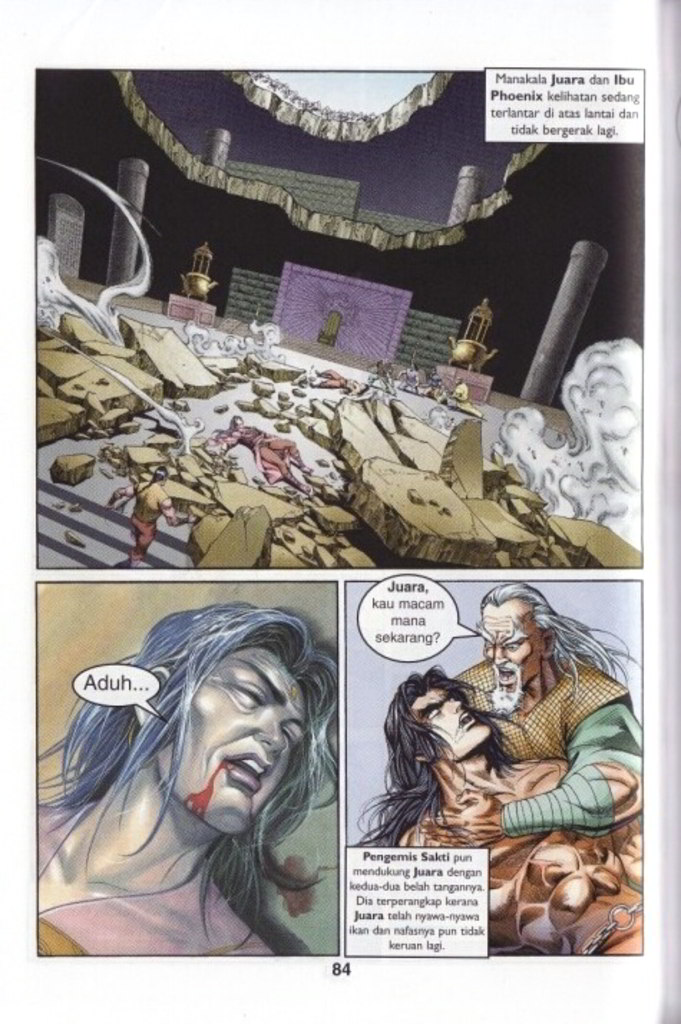 Manakala Juara dan Ibu
Phoenix kelihatan sedang
terlantar di atas lantai dan
tidak bergerak lagi.
Aduh...
Juara,
kau macam
mana
sekarang?
Pengemis Sakti pun
mendukung Juara dengan
kedua-dua belah tangannya.
Dia terperangkap kerana
Juara telah nyawa-nyawa
ikan dan nafasnya pun tidak
keruan lagi.
84